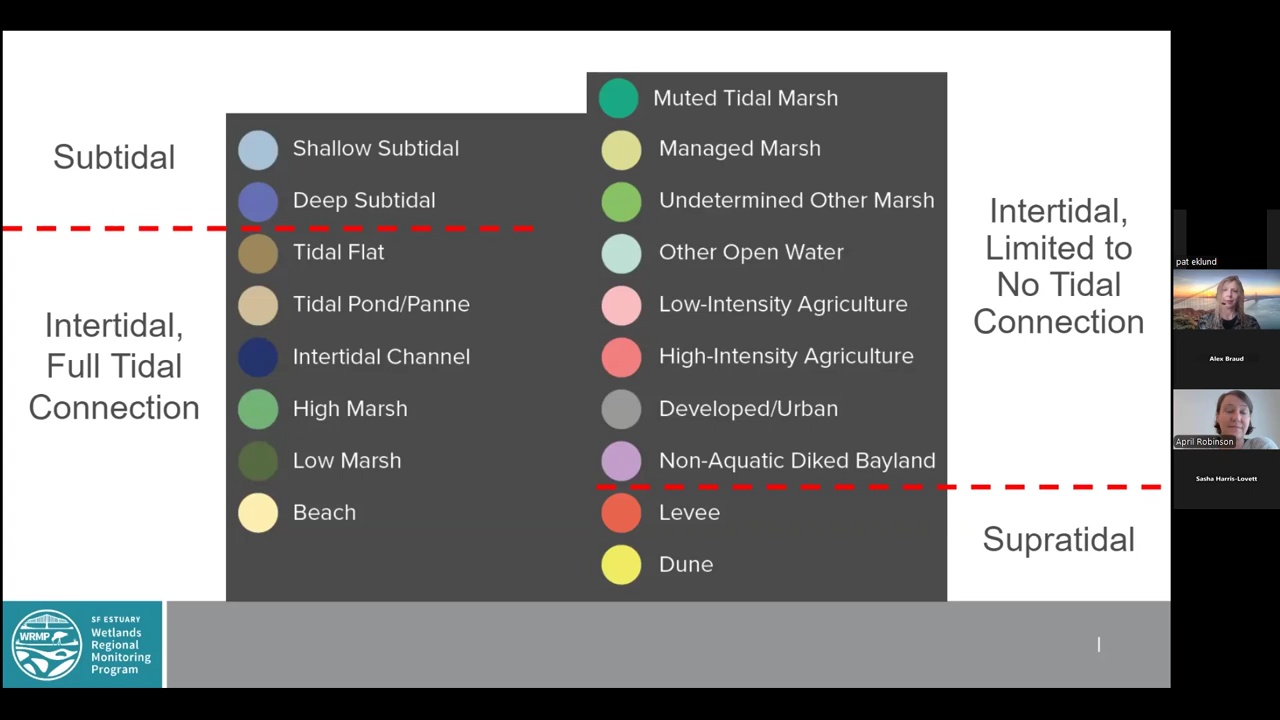 Subtidal
Intertidal,
Full Tidal
Connection
Shallow Subtidal
Deep Subtidal
Tidal Flat
Tidal Pond/Panne
Intertidal Channel
High Marsh
Low Marsh
Beach
Muted Tidal Marsh
Managed Marsh
Undetermined Other Marsh
Other Open Water
Low-Intensity Agriculture
High-Intensity Agriculture
Developed/Urban
Non-Aquatic Diked Bayland
Levee
Dune
Intertidal,
Limited to
No Tidal
Connection
Supratidal
pat eklund
Alex Braud
April Robinson
Sasha Harris-Lovett
WRMP
SF ESTUARY
Wetlands
Regional
Monitoring
Program
|